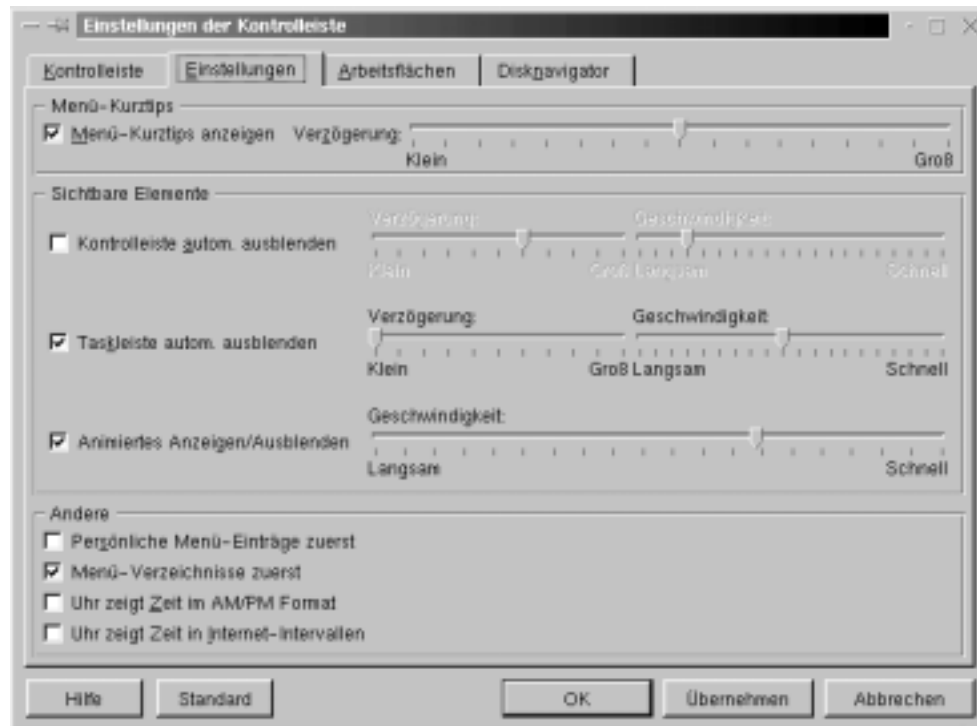 Einstellungen der Kontrolleiste
Kontrolleiste Einstellungen Arbeitsflächen Disknavigator
Menü-Kurztips
Menü-Kurztips anzeigen Verzögerung:
Klein Groß
Sichtbare Elemente
Verzögerung: Geschwindigkeit:
Kontrolleiste autom. ausblenden
Klein Groß Langsam Schnell
Verzögerung: Geschwindigkeit:
Taskleiste autom. ausblenden
Klein Groß Langsam Schnell
Geschwindigkeit:
Animiertes Anzeigen/Ausblenden
Langsam Schnell
Andere
Persönliche Menü-Einträge zuerst
Menü-Verzeichnisse zuerst
Uhr zeigt Zeit im AM/PM Format
Uhr zeigt Zeit in Internet-Intervallen
Hilfe Standard OK Übernehmen Abbrechen